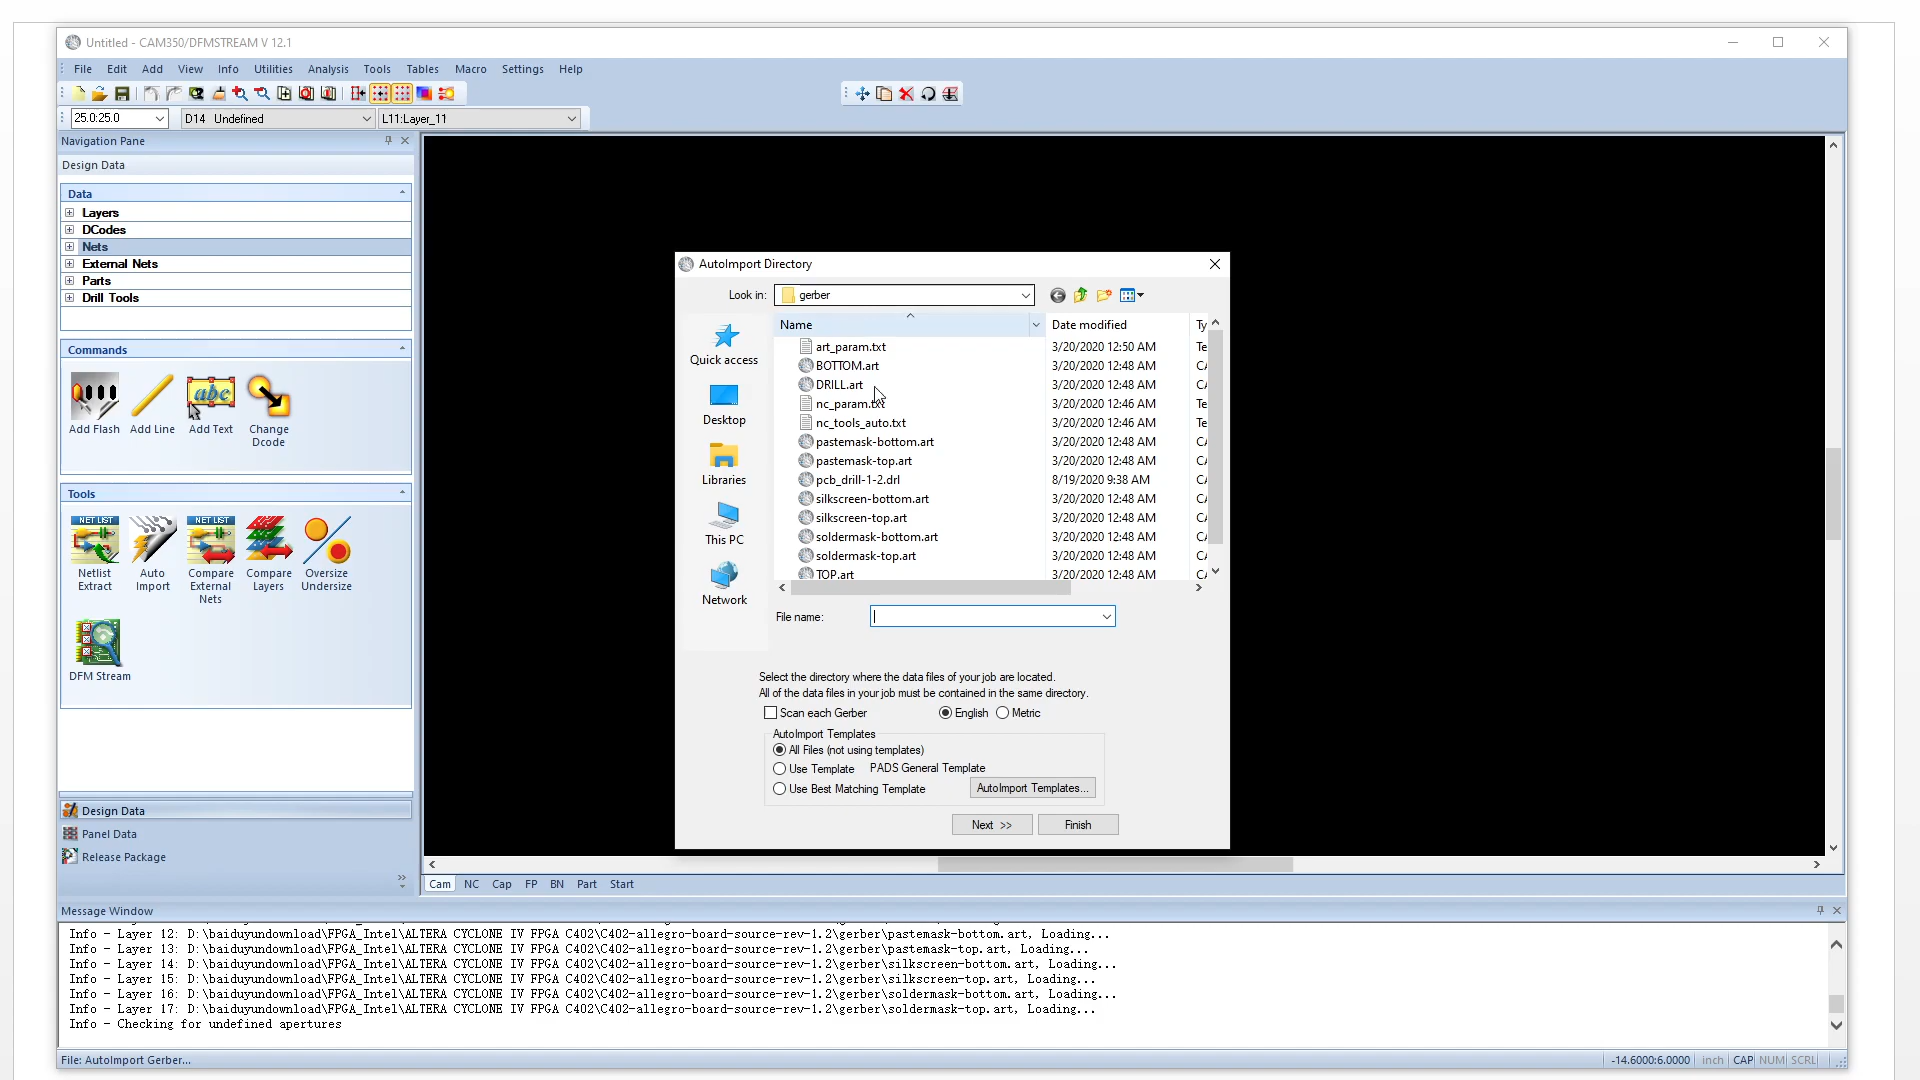 Untitled - CAM350/DFMSTREAM V 12.1
File Edit Add View Info Utilities Analysis Tools Tables Macro Settings Help
25.0:25.0 D14 Undefined L11:Layer_11
Navigation Pane
Design Data
Data
Layers
DCodes
Nets
External Nets
Parts
Drill Tools
Commands
abc
Add Flash Add Line Add Text Change Dcode
Tools
NET LIST NET LIST
Netlist Extract Auto Import Compare External Nets Compare Layers Oversize Undersize
DFM Stream
Design Data
Panel Data
Release Package
AutoImport Directory
Look in: gerber
Quick access
Desktop
Libraries
This PC
Network
Name Date modified Ty
art_param.txt 3/20/2020 12:50 AM Te
BOTTOM.art 3/20/2020 12:48 AM CA
DRILL.art 3/20/2020 12:48 AM CA
nc_param.txt 3/20/2020 12:46 AM Te
nc_tools_auto.txt 3/20/2020 12:46 AM Te
pastemask-bottom.art 3/20/2020 12:48 AM CA
pastemask-top.art 3/20/2020 12:48 AM CA
pcb_drill-1-2.drl 8/19/2020 9:38 AM CA
silkscreen-bottom.art 3/20/2020 12:48 AM CA
silkscreen-top.art 3/20/2020 12:48 AM CA
soldermask-bottom.art 3/20/2020 12:48 AM CA
soldermask-top.art 3/20/2020 12:48 AM CA
TOP.art 3/20/2020 12:48 AM CA
File name:
Select the directory where the data files of your job are located.
All of the data files in your job must be contained in the same directory.
Scan each Gerber English Metric
AutoImport Templates
All Files (not using templates)
Use Template PADS General Template
Use Best Matching Template AutoImport Templates...
Next >> Finish
Cam NC Cap FP BN Part Start
Message Window
Info - Layer 12: D:\baiduyundownload\FPGA_Intel\ALTERA CYCLONE IV FPGA C402\C402-allegro-board-source-rev-1.2\gerber\pastemask-bottom.art, Loading...
Info - Layer 13: D:\baiduyundownload\FPGA_Intel\ALTERA CYCLONE IV FPGA C402\C402-allegro-board-source-rev-1.2\gerber\pastemask-top.art, Loading...
Info - Layer 14: D:\baiduyundownload\FPGA_Intel\ALTERA CYCLONE IV FPGA C402\C402-allegro-board-source-rev-1.2\gerber\silkscreen-bottom.art, Loading...
Info - Layer 15: D:\baiduyundownload\FPGA_Intel\ALTERA CYCLONE IV FPGA C402\C402-allegro-board-source-rev-1.2\gerber\silkscreen-top.art, Loading...
Info - Layer 16: D:\baiduyundownload\FPGA_Intel\ALTERA CYCLONE IV FPGA C402\C402-allegro-board-source-rev-1.2\gerber\soldermask-bottom.art, Loading...
Info - Layer 17: D:\baiduyundownload\FPGA_Intel\ALTERA CYCLONE IV FPGA C402\C402-allegro-board-source-rev-1.2\gerber\soldermask-top.art, Loading...
Info - Checking for undefined apertures
File: AutoImport Gerber... -14.6000:6.0000 inch CAP NUM SCRL